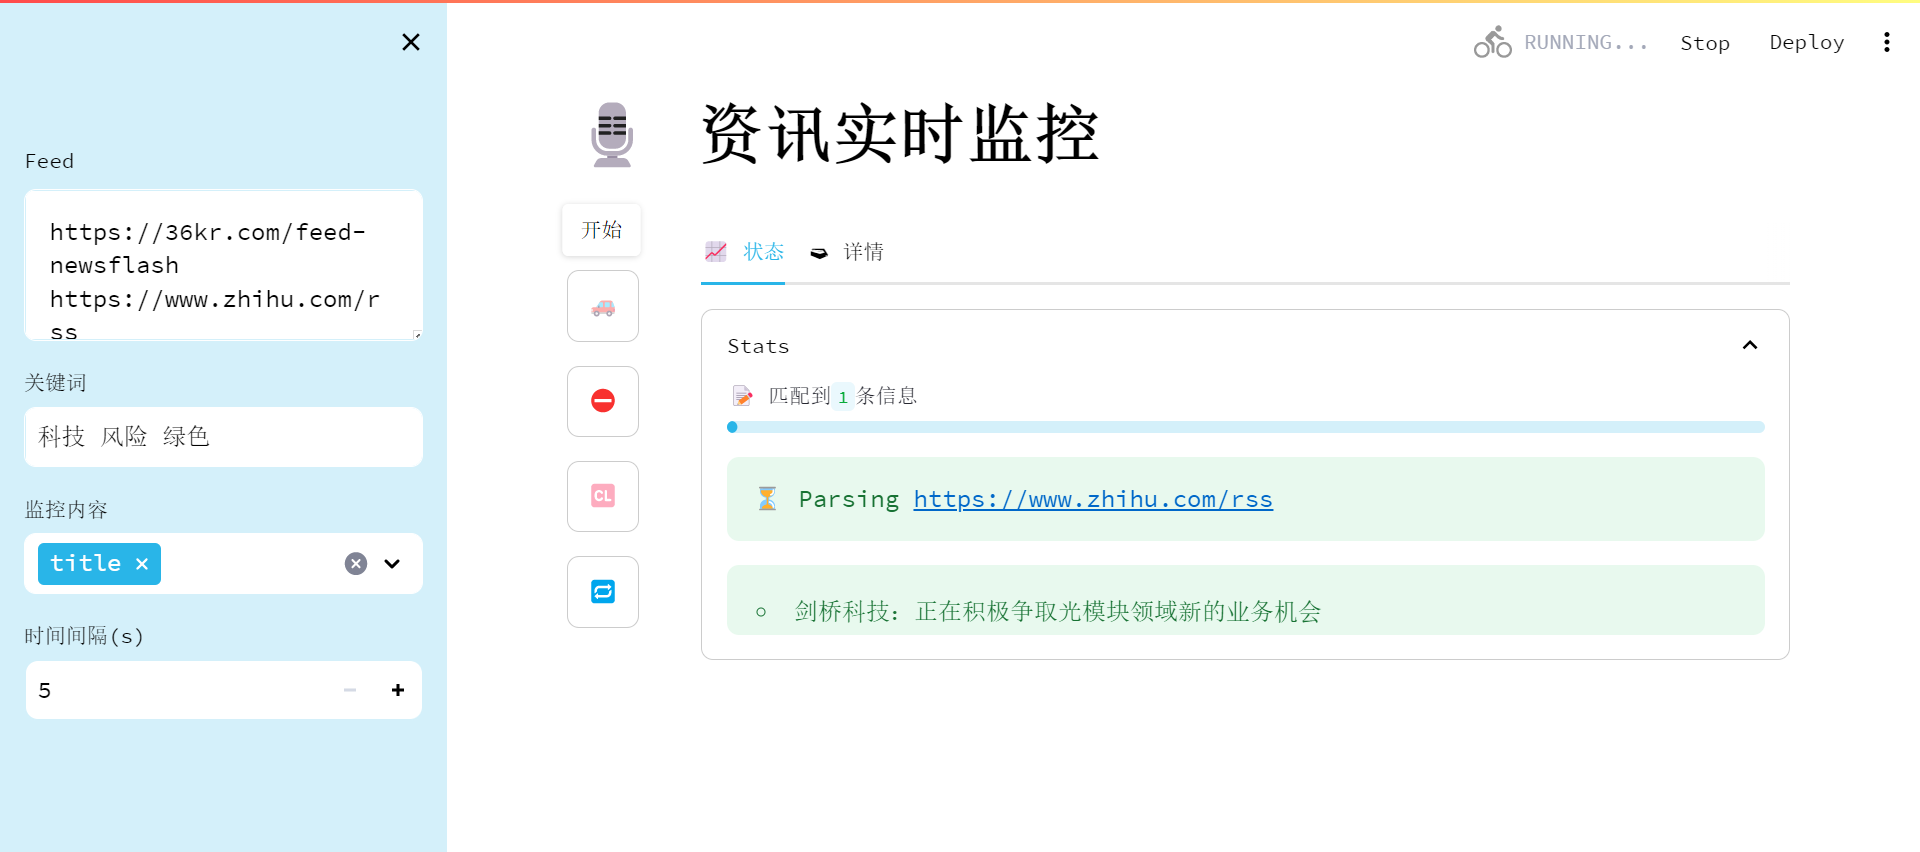 RUNNING...
Stop
Deploy
Feed
https://36kr.com/feed-
newsflash
https://www.zhihu.com/r
ss
关键词
科技 风险 绿色
监控内容
title
时间间隔(s)
5
资讯实时监控
开始
CL
状态
详情
Stats
匹配到1条信息
Parsing https://www.zhihu.com/rss
剑桥科技：正在积极争取光模块领域新的业务机会